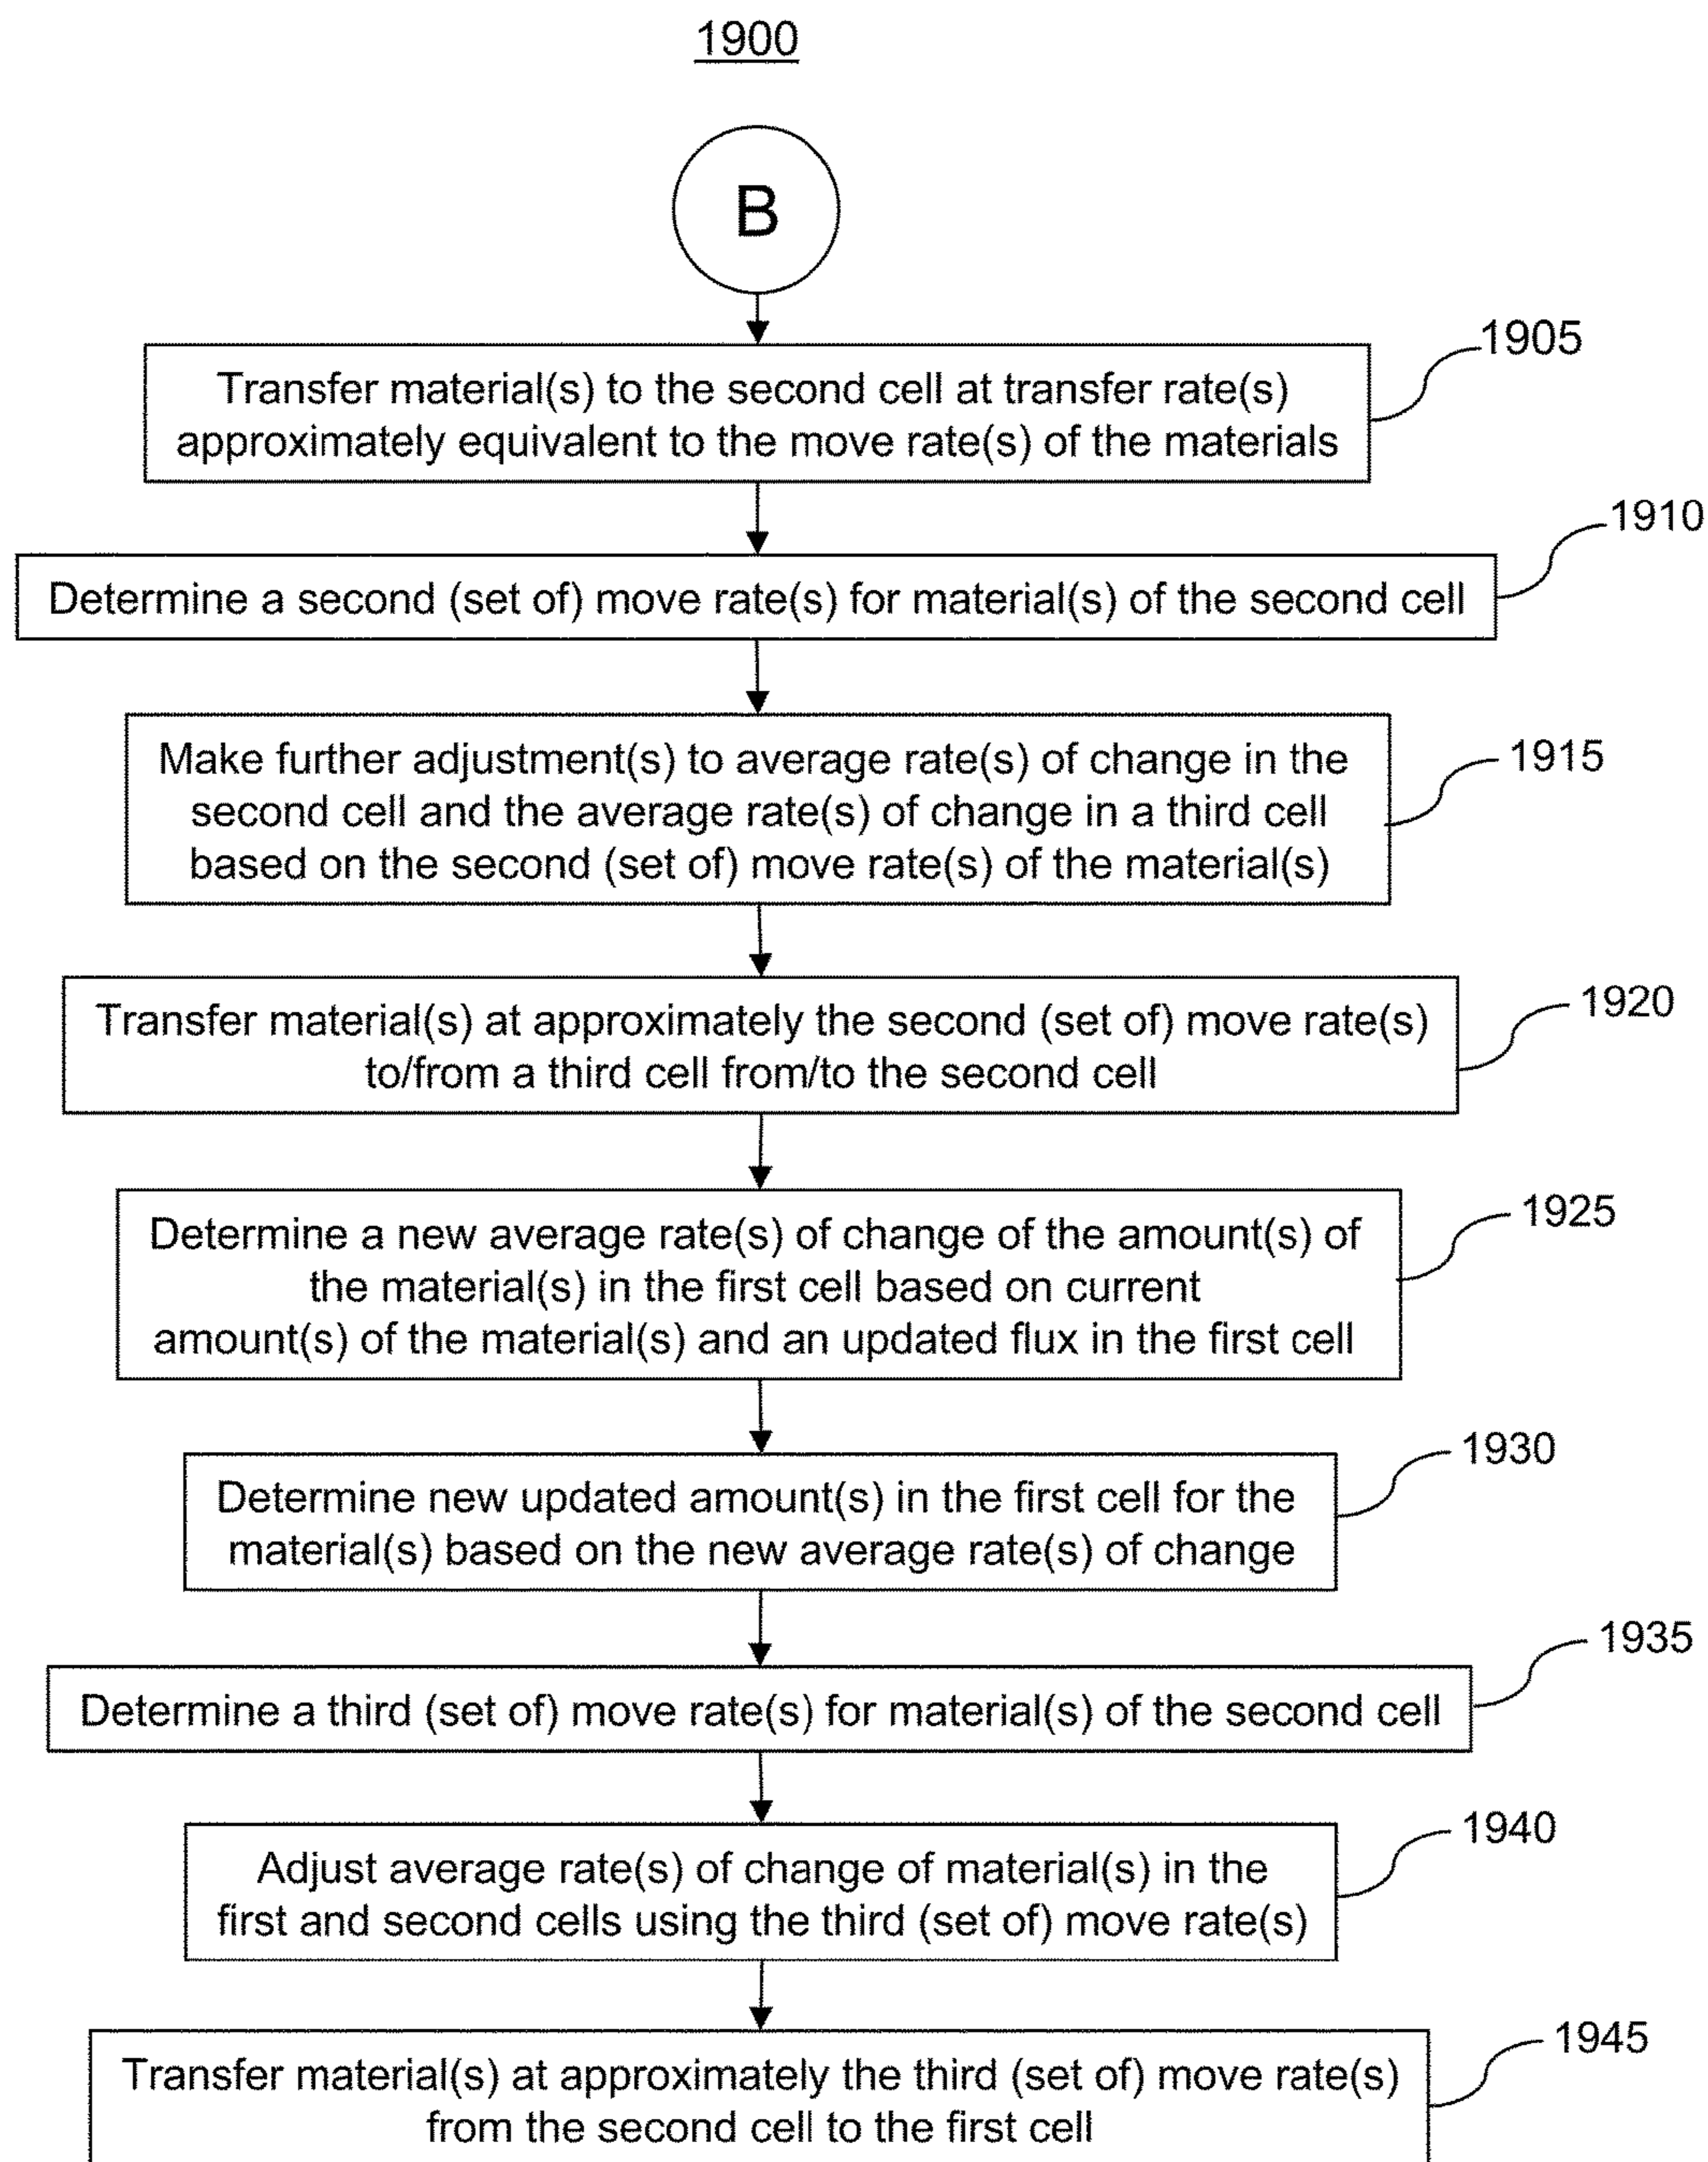 1900
B
1905
Transfer material(s) to the second cell at transfer rate(s)
approximately equivalent to the move rate(s) of the materials
1910
Determine a second (set of) move rate(s) for material(s) of the second cell
1915
Make further adjustment(s) to average rate(s) of change in the
second cell and the average rate(s) of change in a third cell
based on the second (set of) move rate(s) of the material(s)
1920
Transfer material(s) at approximately the second (set of) move rate(s)
to/from a third cell from/to the second cell
1925
Determine a new average rate(s) of change of the amount(s) of
the material(s) in the first cell based on current
amount(s) of the material(s) and an updated flux in the first cell
1930
Determine new updated amount(s) in the first cell for the
material(s) based on the new average rate(s) of change
1935
Determine a third (set of) move rate(s) for material(s) of the second cell
1940
Adjust average rate(s) of change of material(s) in the
first and second cells using the third (set of) move rate(s)
1945
Transfer material(s) at approximately the third (set of) move rate(s)
from the second cell to the first cell